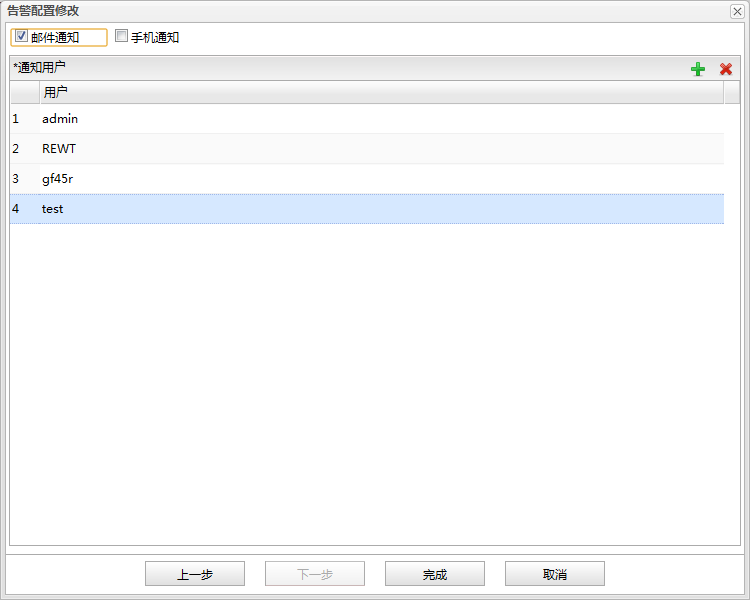 告警配置修改
邮件通知 手机通知
*通知用户
用户
1 admin
2 REWT
3 gf45r
4 test
上一步 下一步 完成 取消